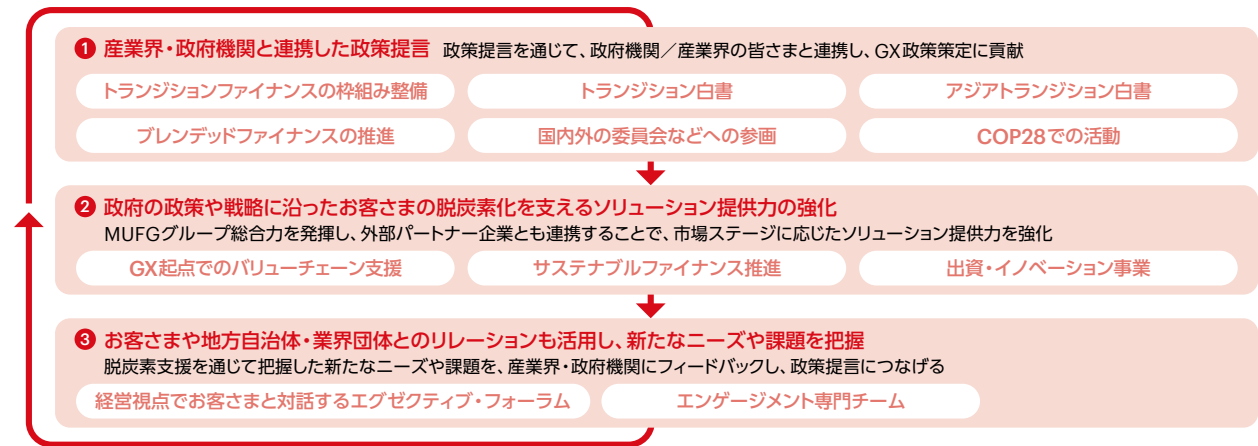 ❶ 産業界・政府機関と連携した政策提言 政策提言を通じて、政府機関／産業界の皆さまと連携し、GX政策策定に貢献
トランジションファイナンスの枠組み整備 トランジション白書 アジアトランジション白書
ブレンデッドファイナンスの推進 国内外の委員会などへの参画 COP28での活動
❷ 政府の政策や戦略に沿ったお客さまの脱炭素化を支えるソリューション提供力の強化
MUFGグループ総合力を発揮し、外部パートナー企業とも連携することで、市場ステージに応じたソリューション提供力を強化
GX起点でのバリューチェーン支援 サステナブルファイナンス推進 出資・イノベーション事業
❸ お客さまや地方自治体・業界団体とのリレーションも活用し、新たなニーズや課題を把握
脱炭素支援を通じて把握した新たなニーズや課題を、産業界・政府機関にフィードバックし、政策提言につなげる
経営視点でお客さまと対話するエグゼクティブ・フォーラム エンゲージメント専門チーム